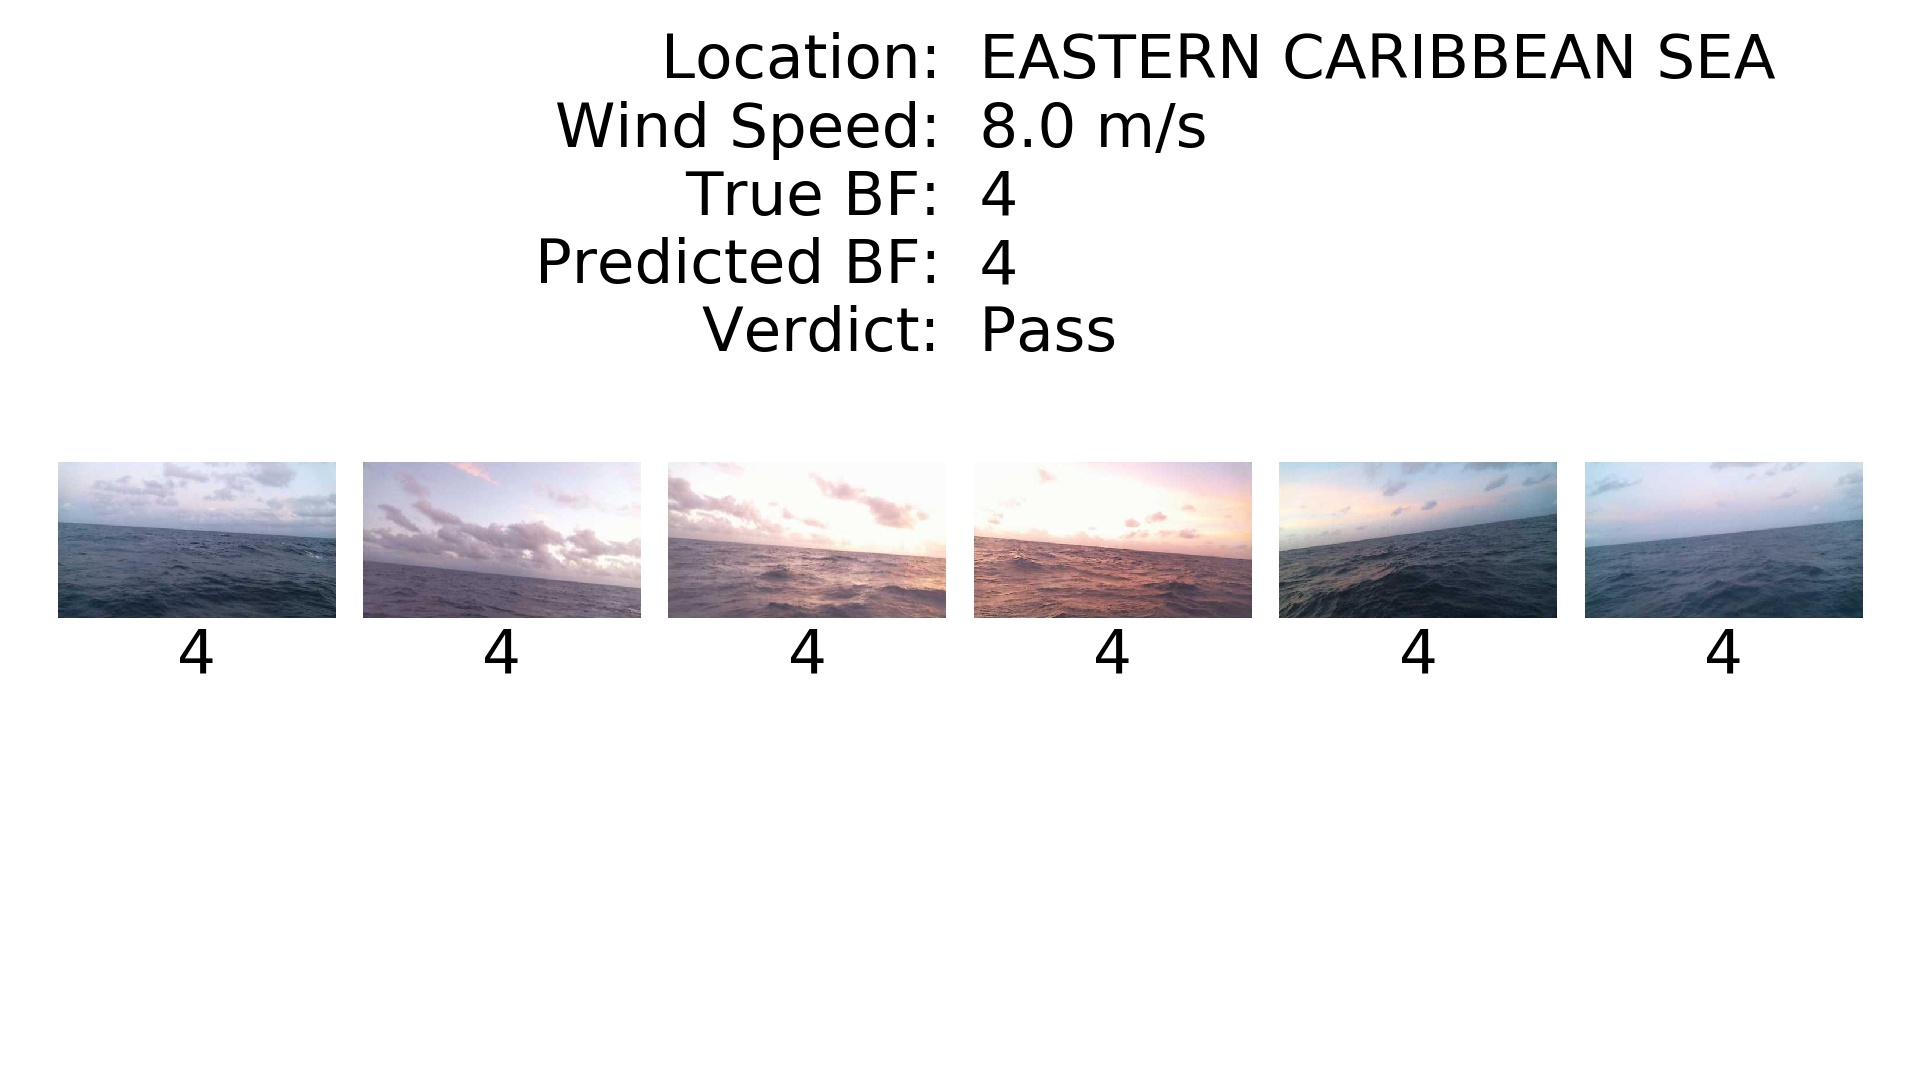 Location: EASTERN CARIBBEAN SEA
Wind Speed: 8.0 m/s
True BF: 4
Predicted BF: 4
Verdict: Pass
4 4 4 4 4 4